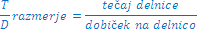 T/D razmerje = tečaj delnice / dobiček na delnico